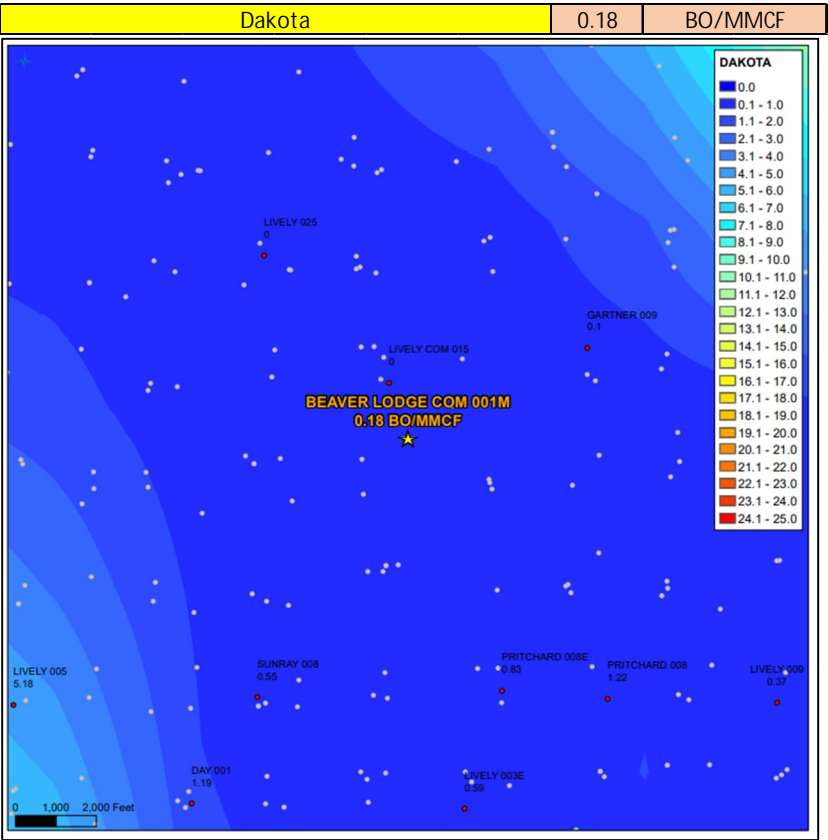 Dakota 0.18 BO/MMCF
DAKOTA
0.0
0.1 - 1.0
1.1 - 2.0
2.1 - 3.0
3.1 - 4.0
4.1 - 5.0
5.1 - 6.0
6.1 - 7.0
7.1 - 8.0
8.1 - 9.0
9.1 - 10.0
10.1 - 11.0
11.1 - 12.0
12.1 - 13.0
13.1 - 14.0
14.1 - 15.0
15.1 - 16.0
16.1 - 17.0
17.1 - 18.0
18.1 - 19.0
19.1 - 20.0
20.1 - 21.0
21.1 - 22.0
22.1 - 23.0
23.1 - 24.0
24.1 - 25.0
LIVELY 025
0
GARTNER 009
0.1
LIVELY COM 015
0
BEAVER LODGE COM 001M
0.18 BO/MMCF
LIVELY 005
5.18
SUNRAY 008
0.55
PRITCHARD 008E
0.83
PRITCHARD 008
1.22
LIVELY 009
0.37
DAY 001
1.19
LIVELY 003E
0.59
0 1,000 2,000 Feet